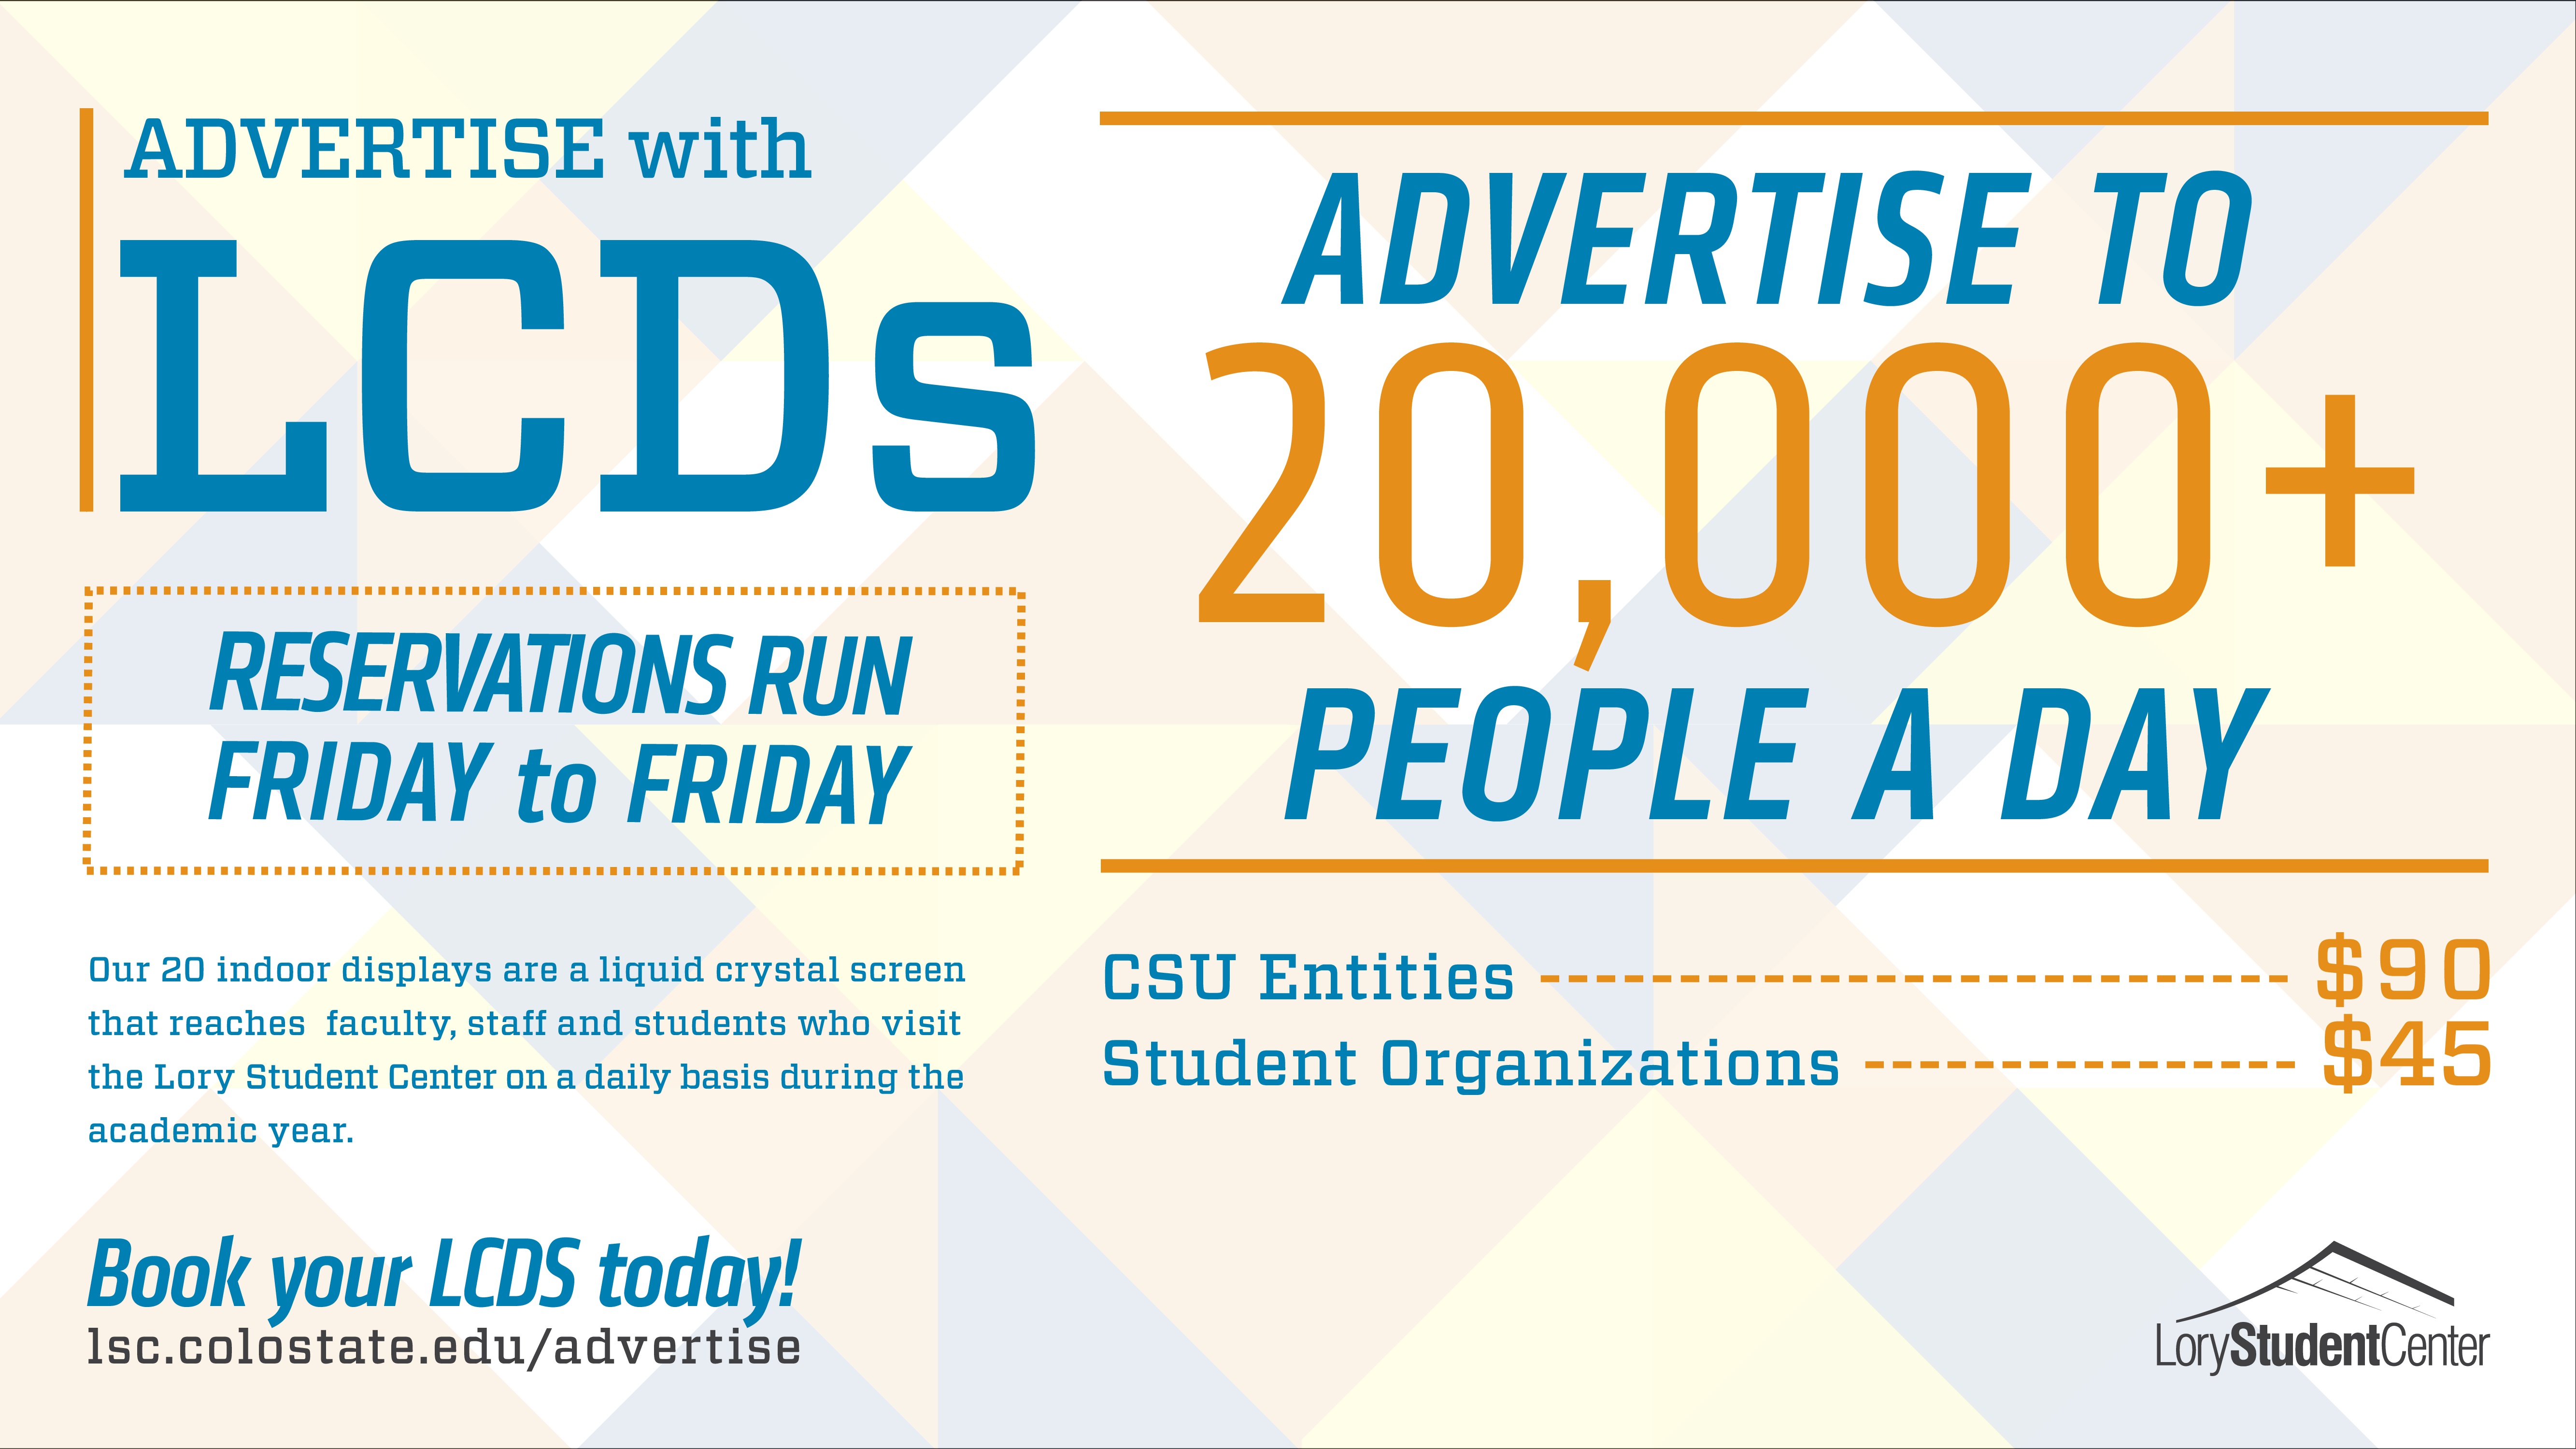 ADVERTISE with
LCDs
RESERVATIONS RUN
FRIDAY to FRIDAY
Our 20 indoor displays are a liquid crystal screen
that reaches  faculty, staff and students who visit
the Lory Student Center on a daily basis during the
academic year.
Book your LCDS today!
lsc.colostate.edu/advertise
ADVERTISE TO
20,000+
PEOPLE A DAY
CSU Entities $90
Student Organizations $45
LoryStudentCenter